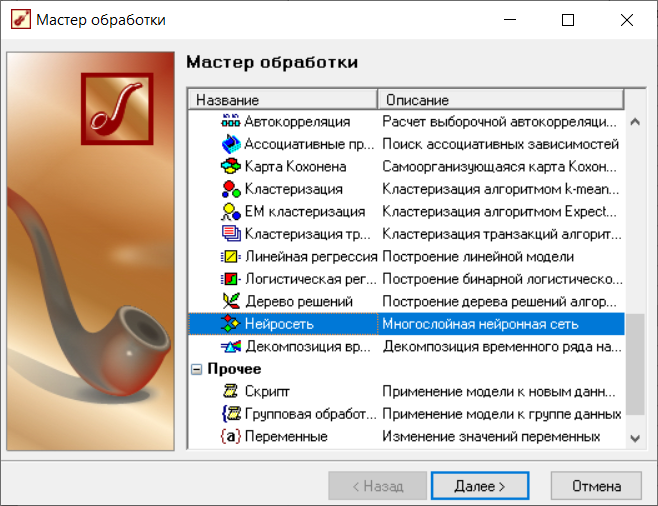 Мастер обработки
Мастер обработки
Название Описание
Автокорреляция Расчет выборочной автокорреляци...
Ассоциативные пр... Поиск ассоциативных зависимостей
Карта Кохонена Самоорганизующаяся карта Кохон...
Кластеризация Кластеризация алгоритмом k-mean...
EM кластеризация Кластеризация алгоритмом Expect...
Кластеризация тр... Кластеризация транзакций алгорит...
Линейная регрессия Построение линейной модели
Логистическая рег... Построение бинарной логистическо...
Дерево решений Построение дерева решений алгор...
Нейросеть Многослойная нейронная сеть
Декомпозиция вр... Декомпозиция временного ряда на...
Прочее
Скрипт Применение модели к новым данн...
Групповая обработ... Применение модели к группе данных
{a} Переменные Изменение значений переменных
< Назад Далее > Отмена